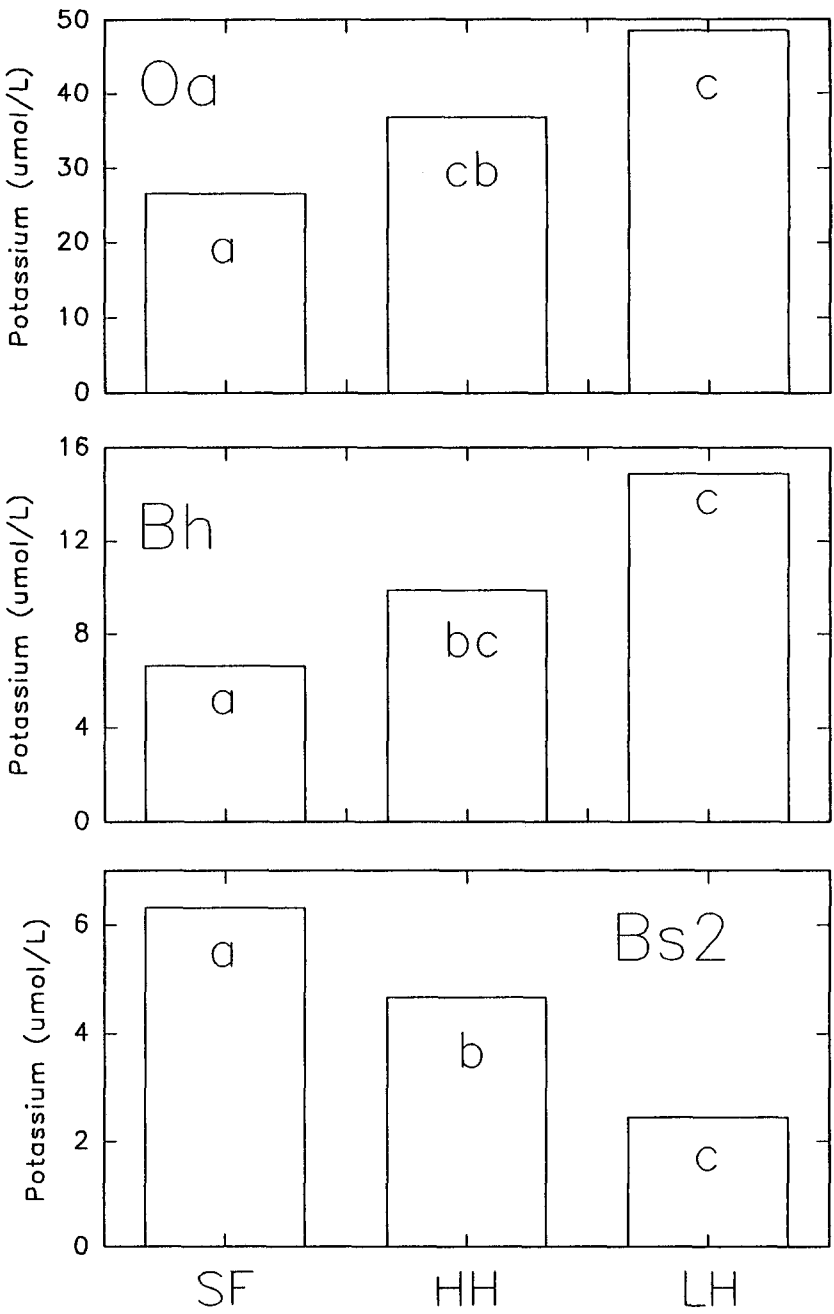 Potassium (umol/L)
50
40
30
20
10
0
Oa
a
cb
c
Potassium (umol/L)
16
12
8
4
0
Bh
a
bc
c
Potassium (umol/L)
6
4
2
0
Bs2
a
b
c
SF HH LH